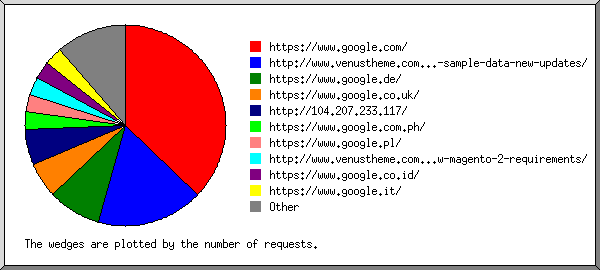 https://www.google.com/
http://www.venustheme.com...-sample-data-new-updates/
https://www.google.de/
https://www.google.co.uk/
http://104.207.233.117/
https://www.google.com.ph/
https://www.google.pl/
http://www.venustheme.com...w-magento-2-requirements/
https://www.google.co.id/
https://www.google.it/
Other
The wedges are plotted by the number of requests.